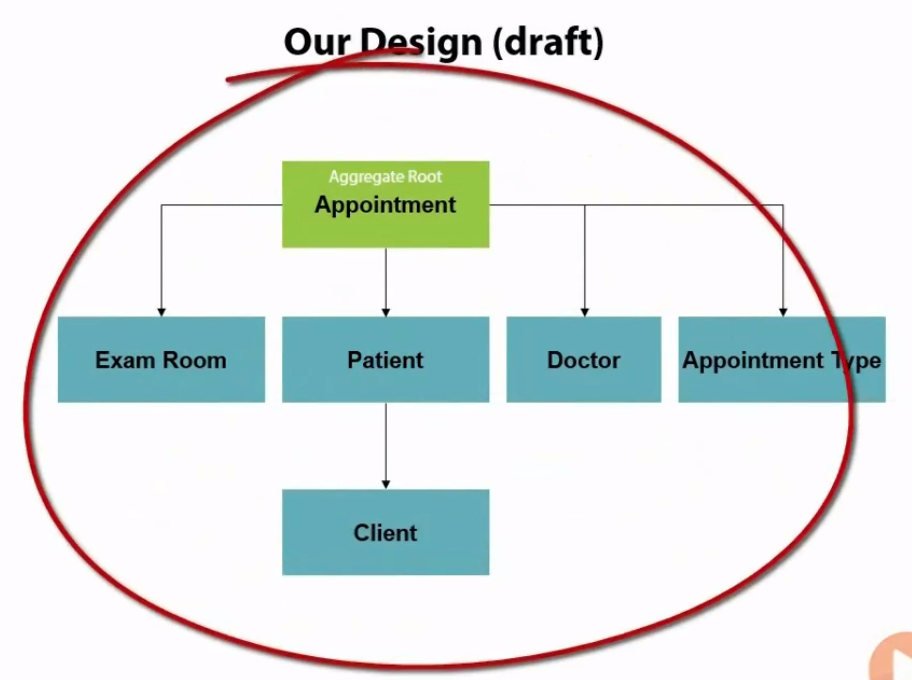 Our Design (draft)
Aggregate Root
Appointment
Exam Room
Patient
Doctor
Appointment Type
Client